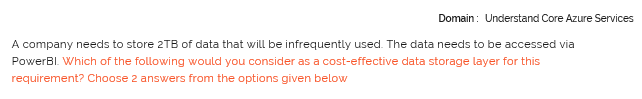 Domain : Understand Core Azure Services
A company needs to store 2TB of data that will be infrequently used. The data needs to be accessed via
PowerBI. Which of the following would you consider as a cost-effective data storage layer for this
requirement? Choose 2 answers from the options given below